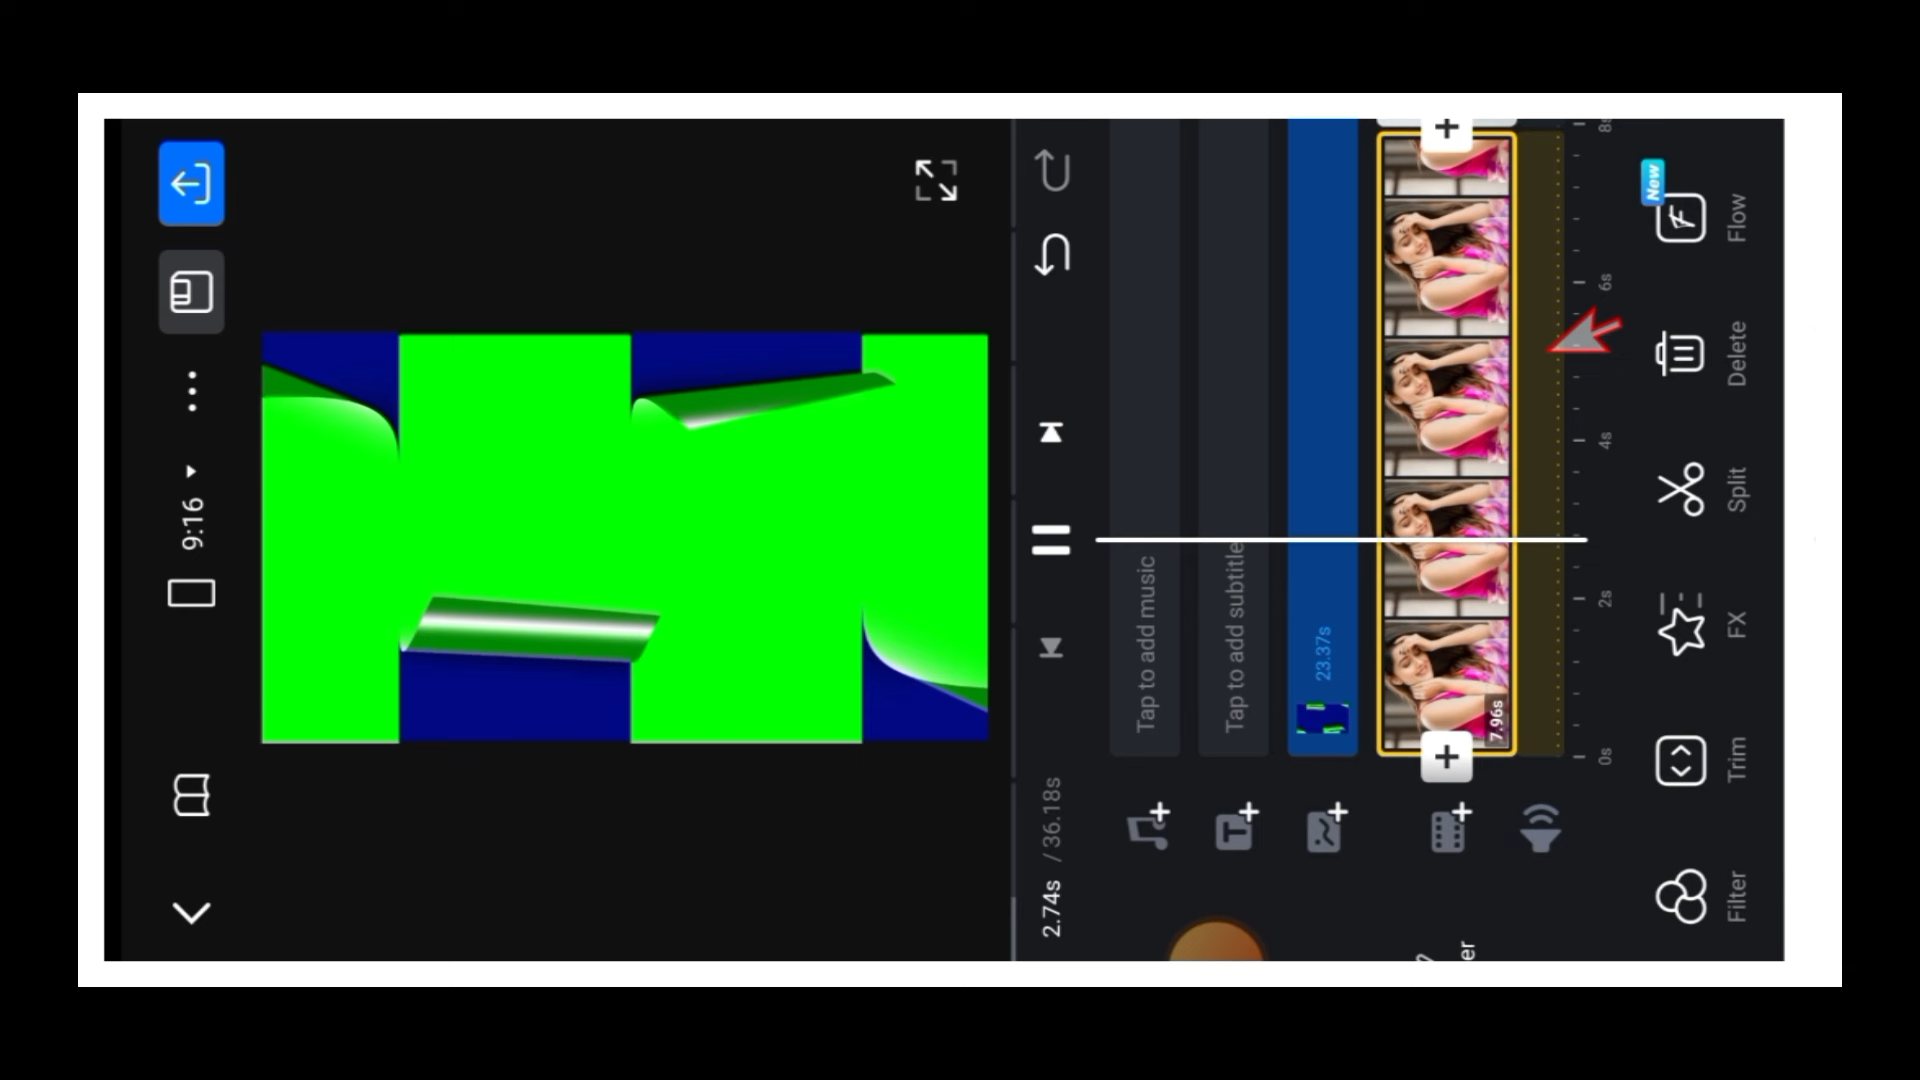 9:16
2.74s / 36.18s
Tap to add music
Tap to add subtitle
23.37s
7.96s
0s
2s
4s
6s
8s
er
Filter
Trim
FX
Split
Delete
Flow
New